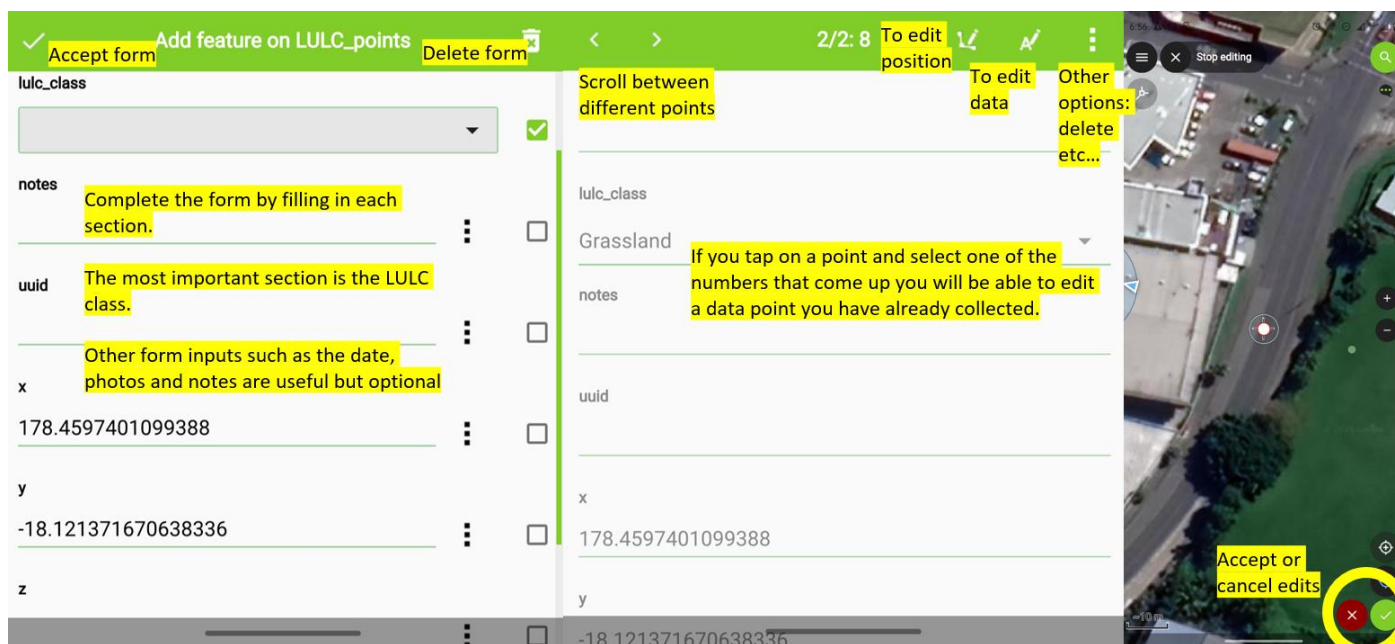 Add feature on LULC_points
Accept form
Delete form
lulc_class
notes
Complete the form by filling in each
section.
uuid
The most important section is the LULC
class.
Other form inputs such as the date,
photos and notes are useful but optional
x
178.4597401099388
y
-18.121371670638336
z
2/2: 8
To edit
position
To edit
data
Other
options:
delete
etc...
Scroll between
different points
lulc_class
Grassland
If you tap on a point and select one of the
numbers that come up you will be able to edit
a data point you have already collected.
notes
uuid
x
178.4597401099388
y
-18.121371670638336
6:56
Stop editing
Accept or
cancel edits
~10 m